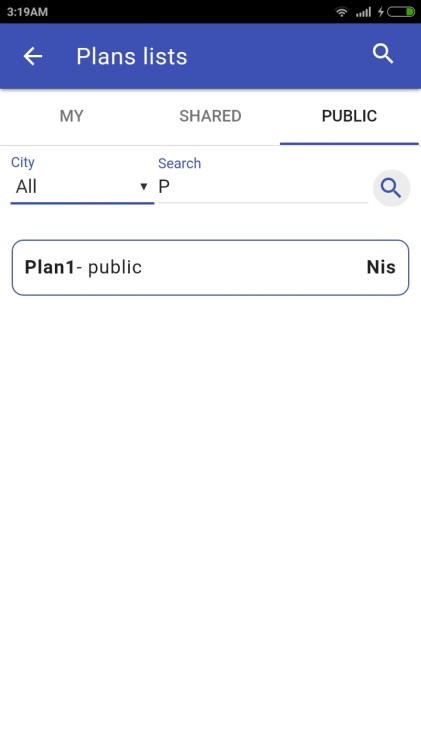 3:19AM
Plans lists
MY SHARED PUBLIC
City Search
All P
Plan1- public Nis